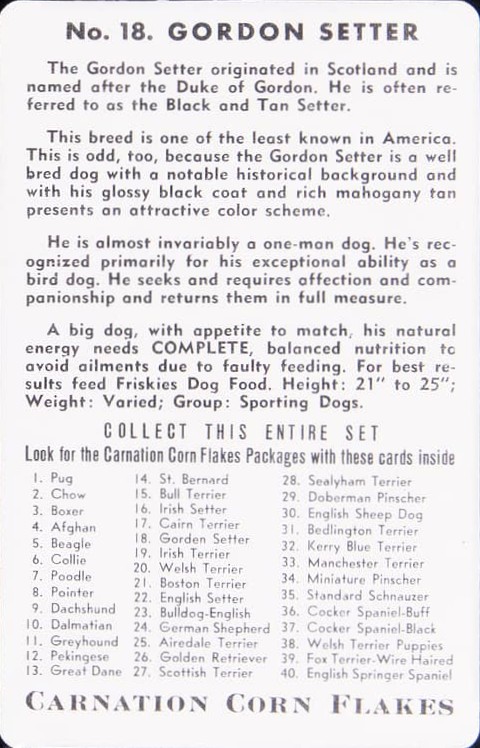 No. 18. GORDON SETTER
The Gordon Setter originated in Scotland and is
named after the Duke of Gordon. He is often re-
ferred to as the Black and Tan Setter.
This breed is one of the least known in America.
This is odd, too, because the Gordon Setter is a well
bred dog with a notable historical background and
with his glossy black coat and rich mahogany tan
presents an attractive color scheme.
He is almost invariably a one-man dog. He's rec-
ognized primarily for his exceptional ability as a
bird dog. He seeks and requires affection and com-
panionship and returns them in full measure.
A big dog, with appetite to match, his natural
energy needs COMPLETE, balanced nutrition to
avoid ailments due to faulty feeding. For best re-
sults feed Friskies Dog Food. Height: 21" to 25";
Weight: Varied; Group: Sporting Dogs.
COLLECT THIS ENTIRE SET
Look for the Carnation Corn Flakes Packages with these cards inside
1. Pug
2. Chow
3. Boxer
4. Afghan
5. Beagle
6. Collie
7. Poodle
8. Pointer
9. Dachshund
10. Dalmatian
11. Greyhound
12. Pekingese
13. Great Dane
14. St. Bernard
15. Bull Terrier
16. Irish Setter
17. Cairn Terrier
18. Gorden Setter
19. Irish Terrier
20. Welsh Terrier
21. Boston Terrier
22. English Setter
23. Bulldog-English
24. German Shepherd
25. Airedale Terrier
26. Golden Retriever
27. Scottish Terrier
28. Sealyham Terrier
29. Doberman Pinscher
30. English Sheep Dog
31. Bedlington Terrier
32. Kerry Blue Terrier
33. Manchester Terrier
34. Miniature Pinscher
35. Standard Schnauzer
36. Cocker Spaniel-Buff
37. Cocker Spaniel-Black
38. Welsh Terrier Puppies
39. Fox Terrier-Wire Haired
40. English Springer Spaniel
CARNATION CORN FLAKES